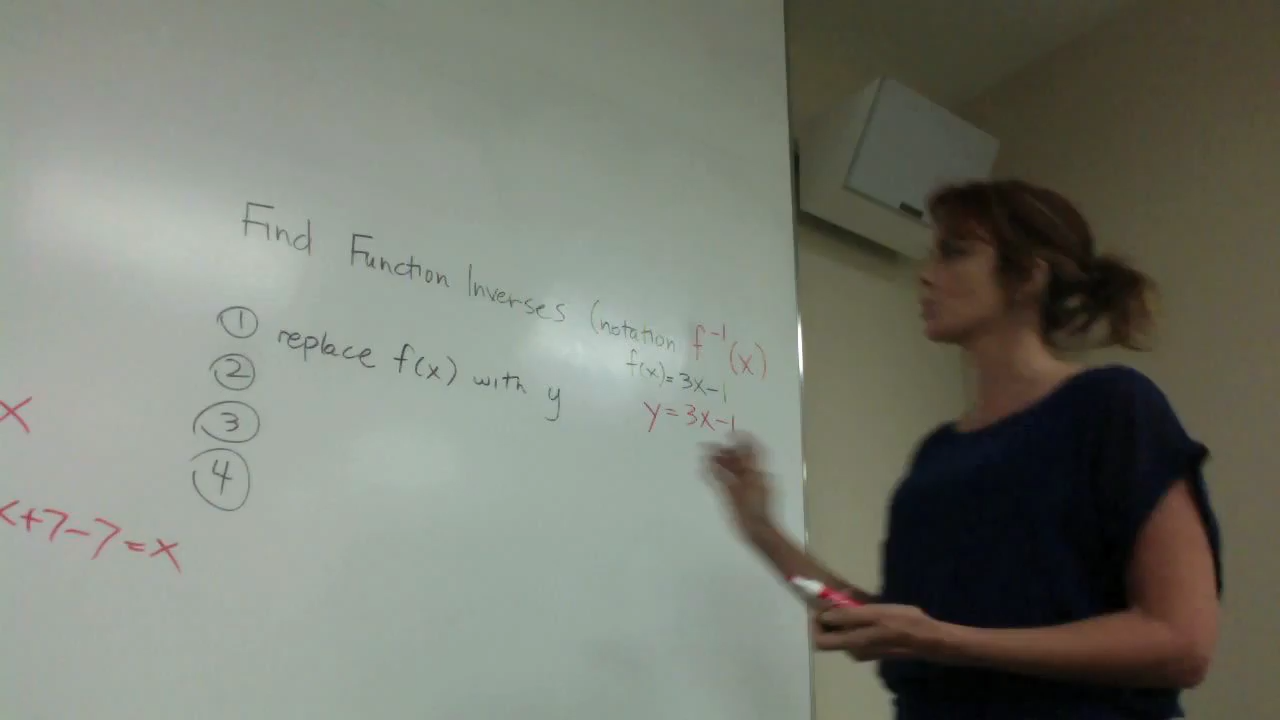 Find Function Inverses (notation f⁻¹(x)
① replace f(x) with y
f(x)=3x-1
y=3x-1
②
③
④
x
x+7-7=x